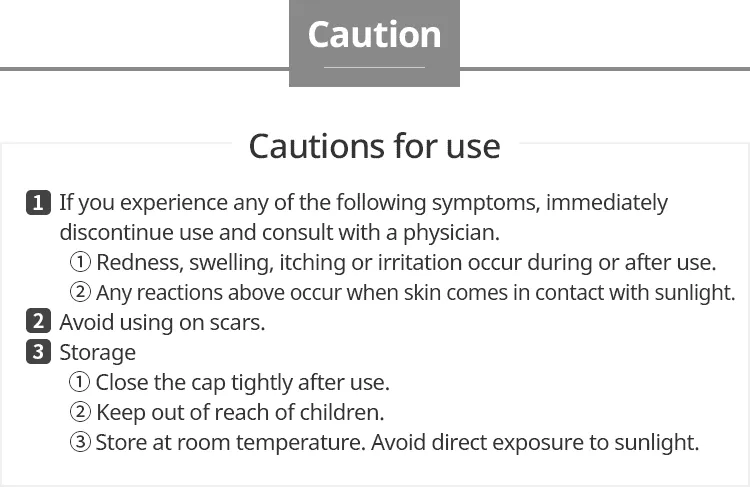 Caution
Cautions for use
1 If you experience any of the following symptoms, immediately
discontinue use and consult with a physician.
① Redness, swelling, itching or irritation occur during or after use.
② Any reactions above occur when skin comes in contact with sunlight.
2 Avoid using on scars.
3 Storage
① Close the cap tightly after use.
② Keep out of reach of children.
③ Store at room temperature. Avoid direct exposure to sunlight.